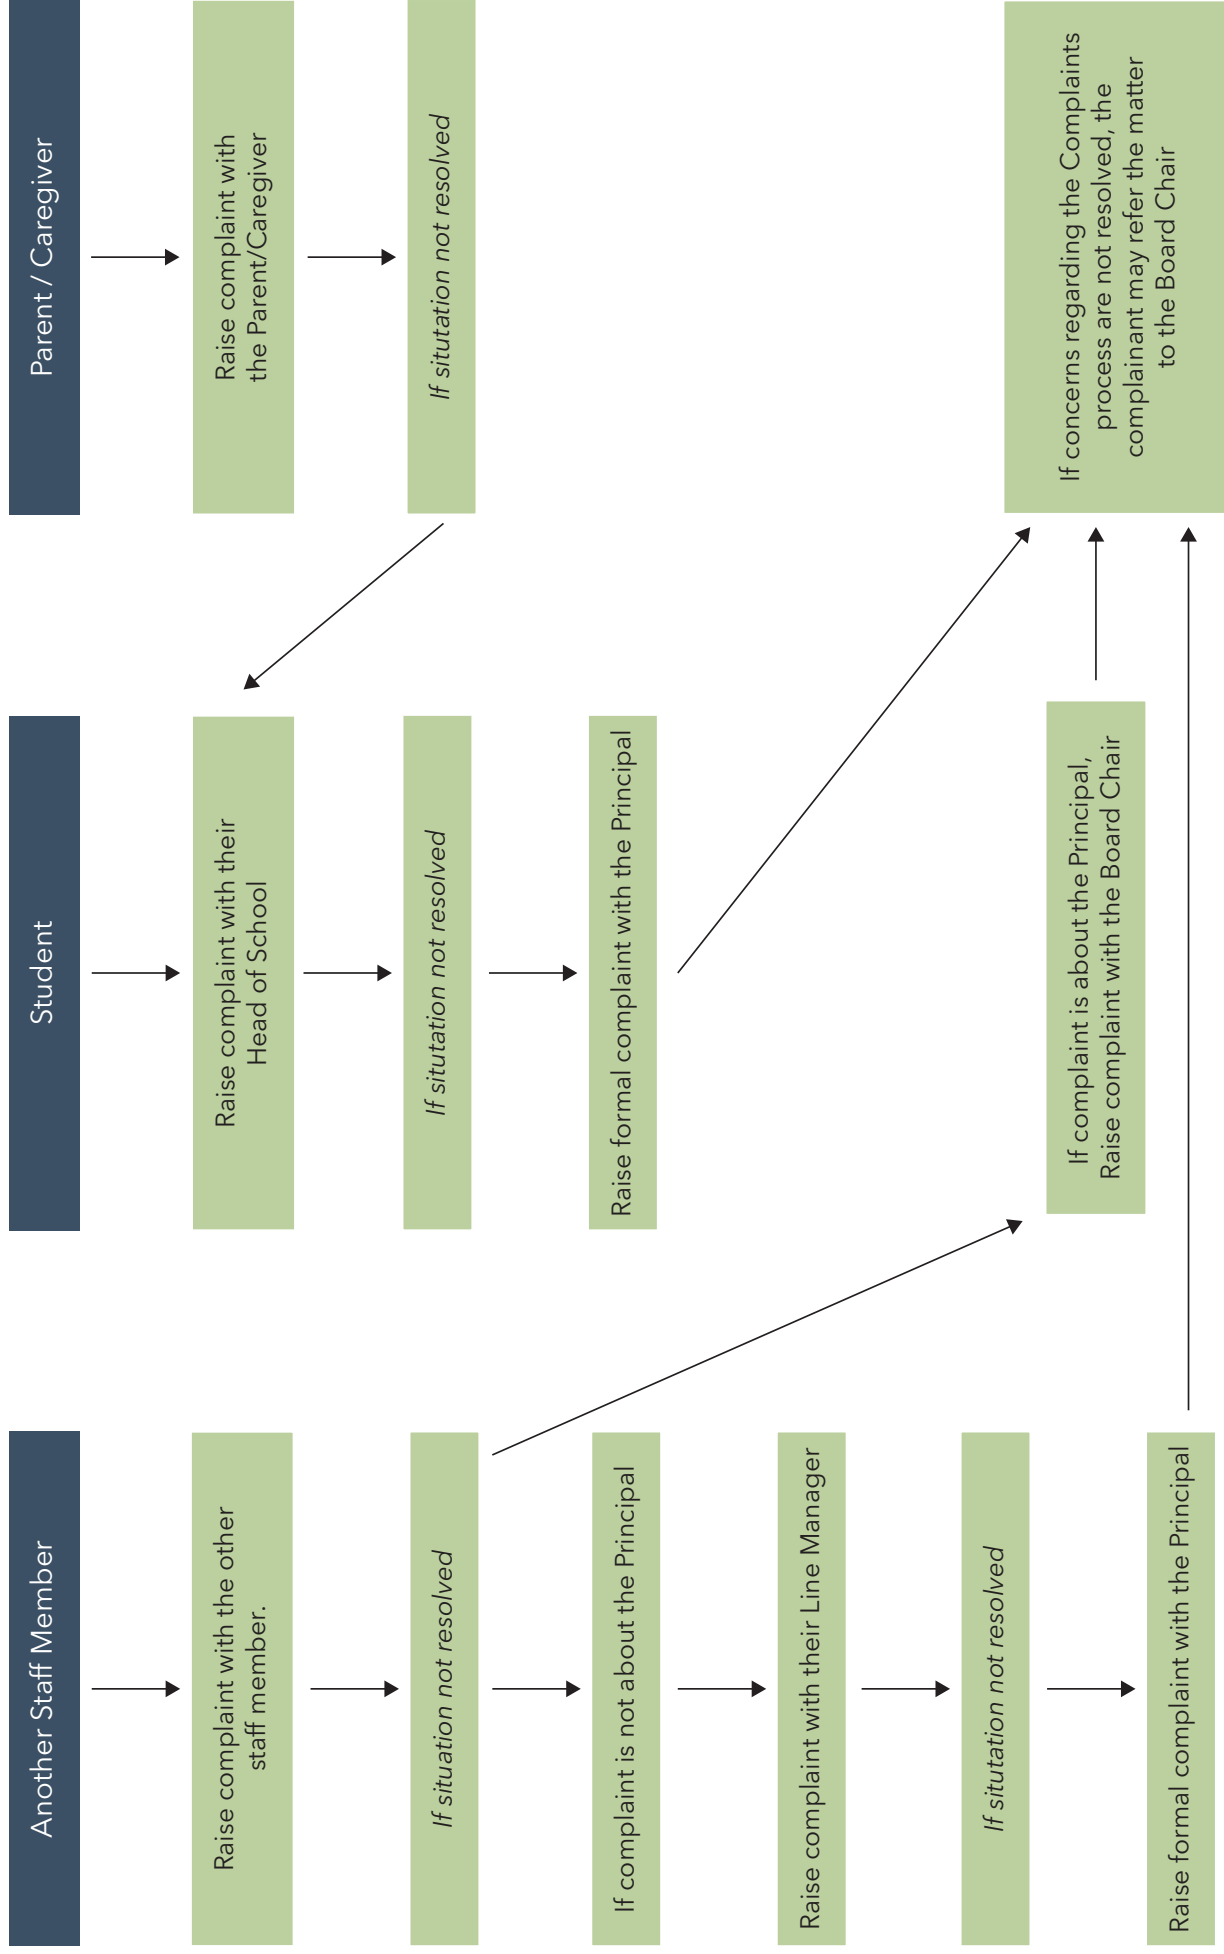 Another Staff Member
Raise complaint with the other
staff member.
If situation not resolved
If complaint is not about the Principal
Raise complaint with their Line Manager
If situtation not resolved
Raise formal complaint with the Principal
Student
Raise complaint with their
Head of School
If situtation not resolved
Raise formal complaint with the Principal
If complaint is about the Principal,
Raise complaint with the Board Chair
Parent / Caregiver
Raise complaint with
the Parent/Caregiver
If situtation not resolved
If concerns regarding the Complaints
process are not resolved, the
complainant may refer the matter
to the Board Chair